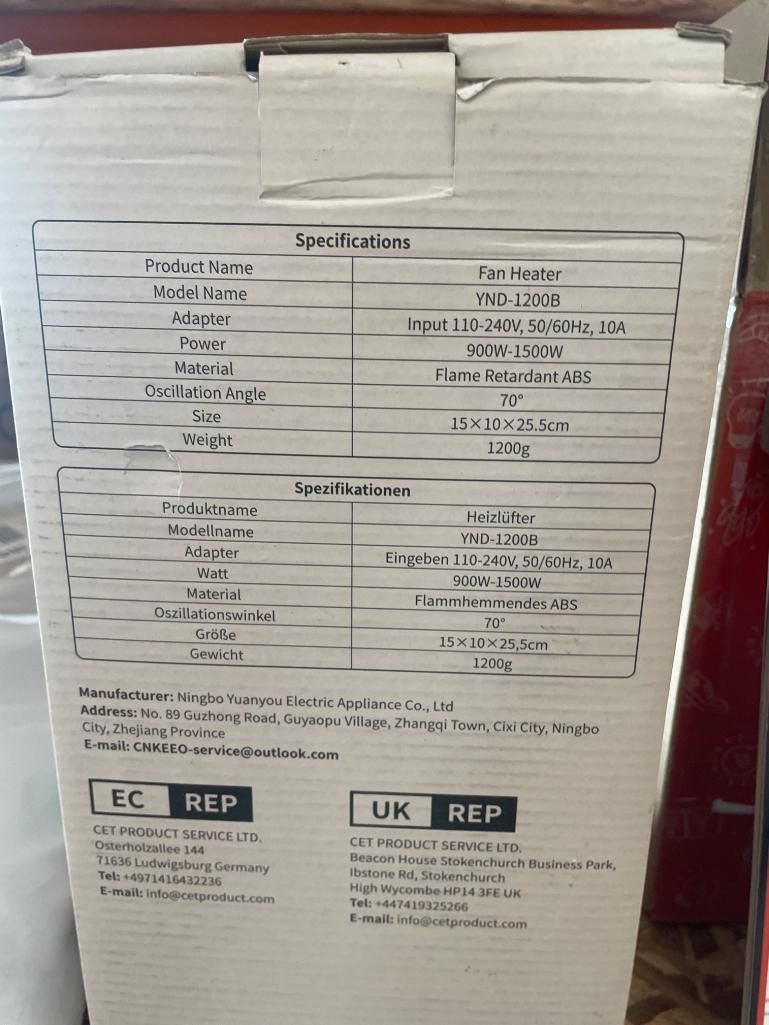 Specifications
Product Name Fan Heater
Model Name YND-1200B
Adapter Input 110-240V, 50/60Hz, 10A
Power 900W-1500W
Material Flame Retardant ABS
Oscillation Angle 70°
Size 15×10×25.5cm
Weight 1200g
Spezifikationen
Produktname Heizlüfter
Modellname YND-1200B
Adapter Eingeben 110-240V, 50/60Hz, 10A
Watt 900W-1500W
Material Flammhemmendes ABS
Oszillationswinkel 70°
Größe 15×10×25,5cm
Gewicht 1200g
Manufacturer: Ningbo Yuanyou Electric Appliance Co., Ltd
Address: No. 89 Guzhong Road, Guyaopu Village, Zhangqi Town, Cixi City, Ningbo
City, Zhejiang Province
E-mail: CNKEEO-service@outlook.com
EC REP
CET PRODUCT SERVICE LTD.
Osterholzallee 144
71636 Ludwigsburg Germany
Tel: +4971416432236
E-mail: info@cetproduct.com
UK REP
CET PRODUCT SERVICE LTD.
Beacon House Stokenchurch Business Park,
Ibstone Rd, Stokenchurch
High Wycombe HP14 3FE UK
Tel: +447419325266
E-mail: info@cetproduct.com